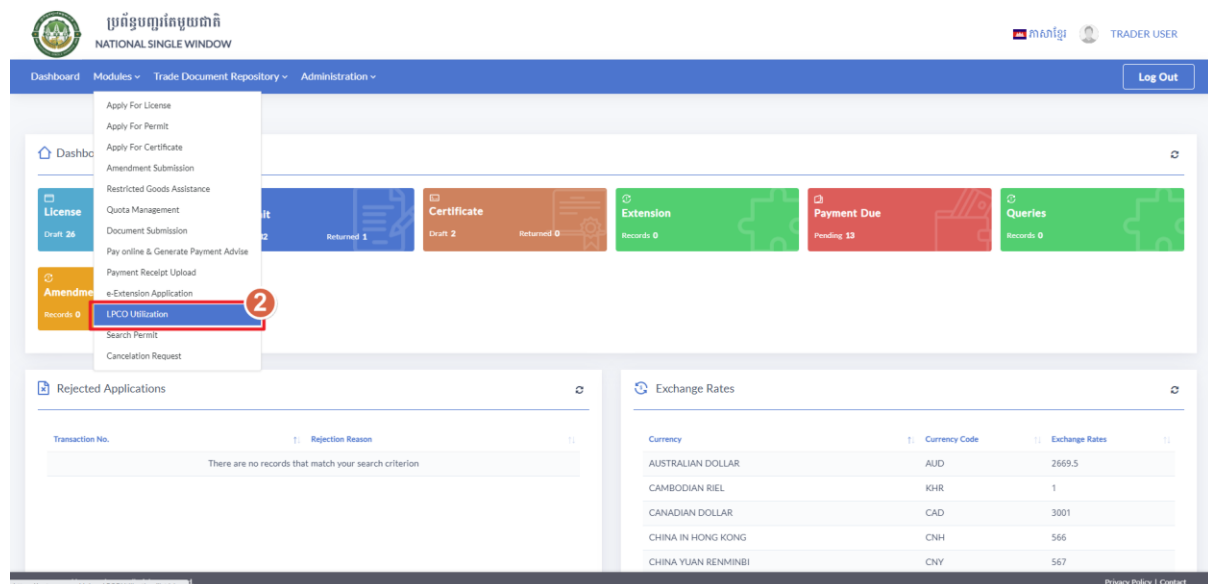 ប្រព័ន្ធបញ្ជរតែមួយជាតិ
NATIONAL SINGLE WINDOW
ភាសាខ្មែរ TRADER USER
Dashboard Modules Trade Document Repository Administration Log Out
Apply For License
Apply For Permit
Apply For Certificate
Amendment Submission
Restricted Goods Assistance
Quota Management
Document Submission
Pay online & Generate Payment Advise
Payment Receipt Upload
e-Extension Application
2
LPCO Utilization
Search Permit
Cancelation Request
Dashbo
License
Draft 26
it
Returned 1
Certificate
Draft 2 Returned 0
Extension
Records 0
Payment Due
Pending 13
Queries
Records 0
Amendme
Records 0
Rejected Applications
Transaction No. Rejection Reason
There are no records that match your search criterion
Exchange Rates
Currency Currency Code Exchange Rates
AUSTRALIAN DOLLAR AUD 2669.5
CAMBODIAN RIEL KHR 1
CANADIAN DOLLAR CAD 3001
CHINA IN HONG KONG CNH 566
CHINA YUAN RENMINBI CNY 567
Privacy Policy | Contact